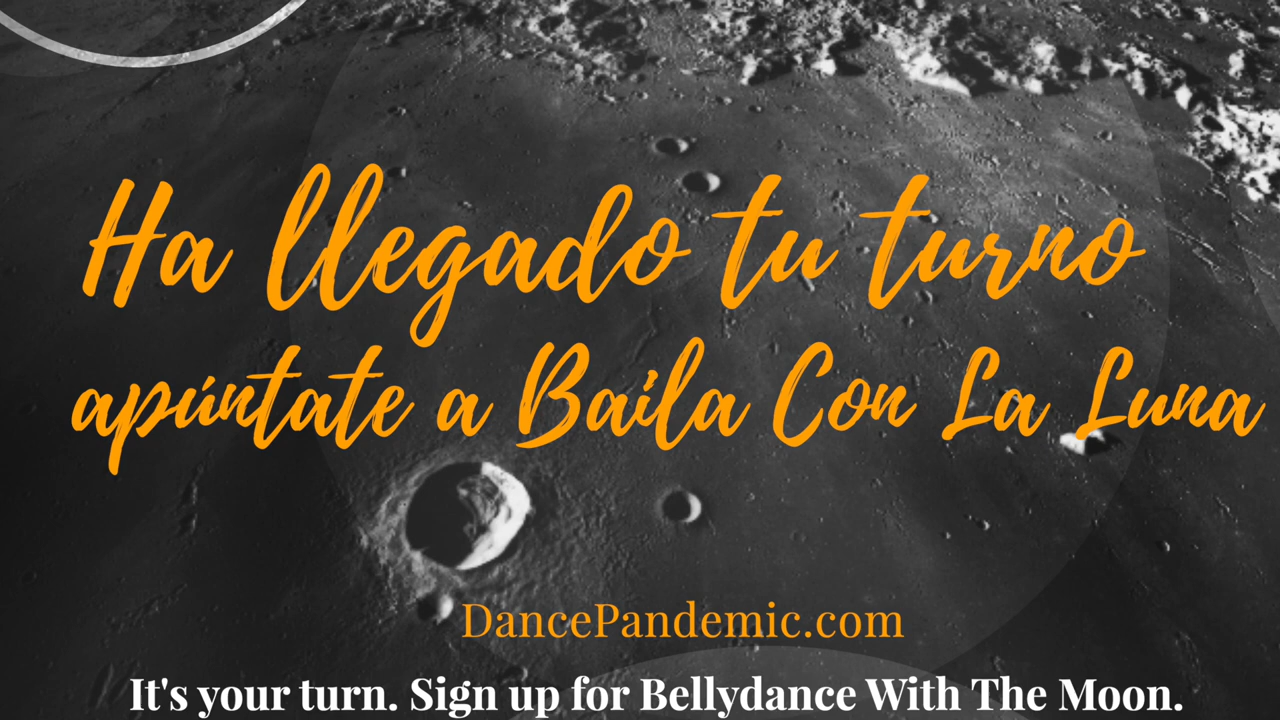 Ha llegado tu turno
apúntate a Baila Con La Luna
DancePandemic.com
It's your turn. Sign up for Bellydance With The Moon.